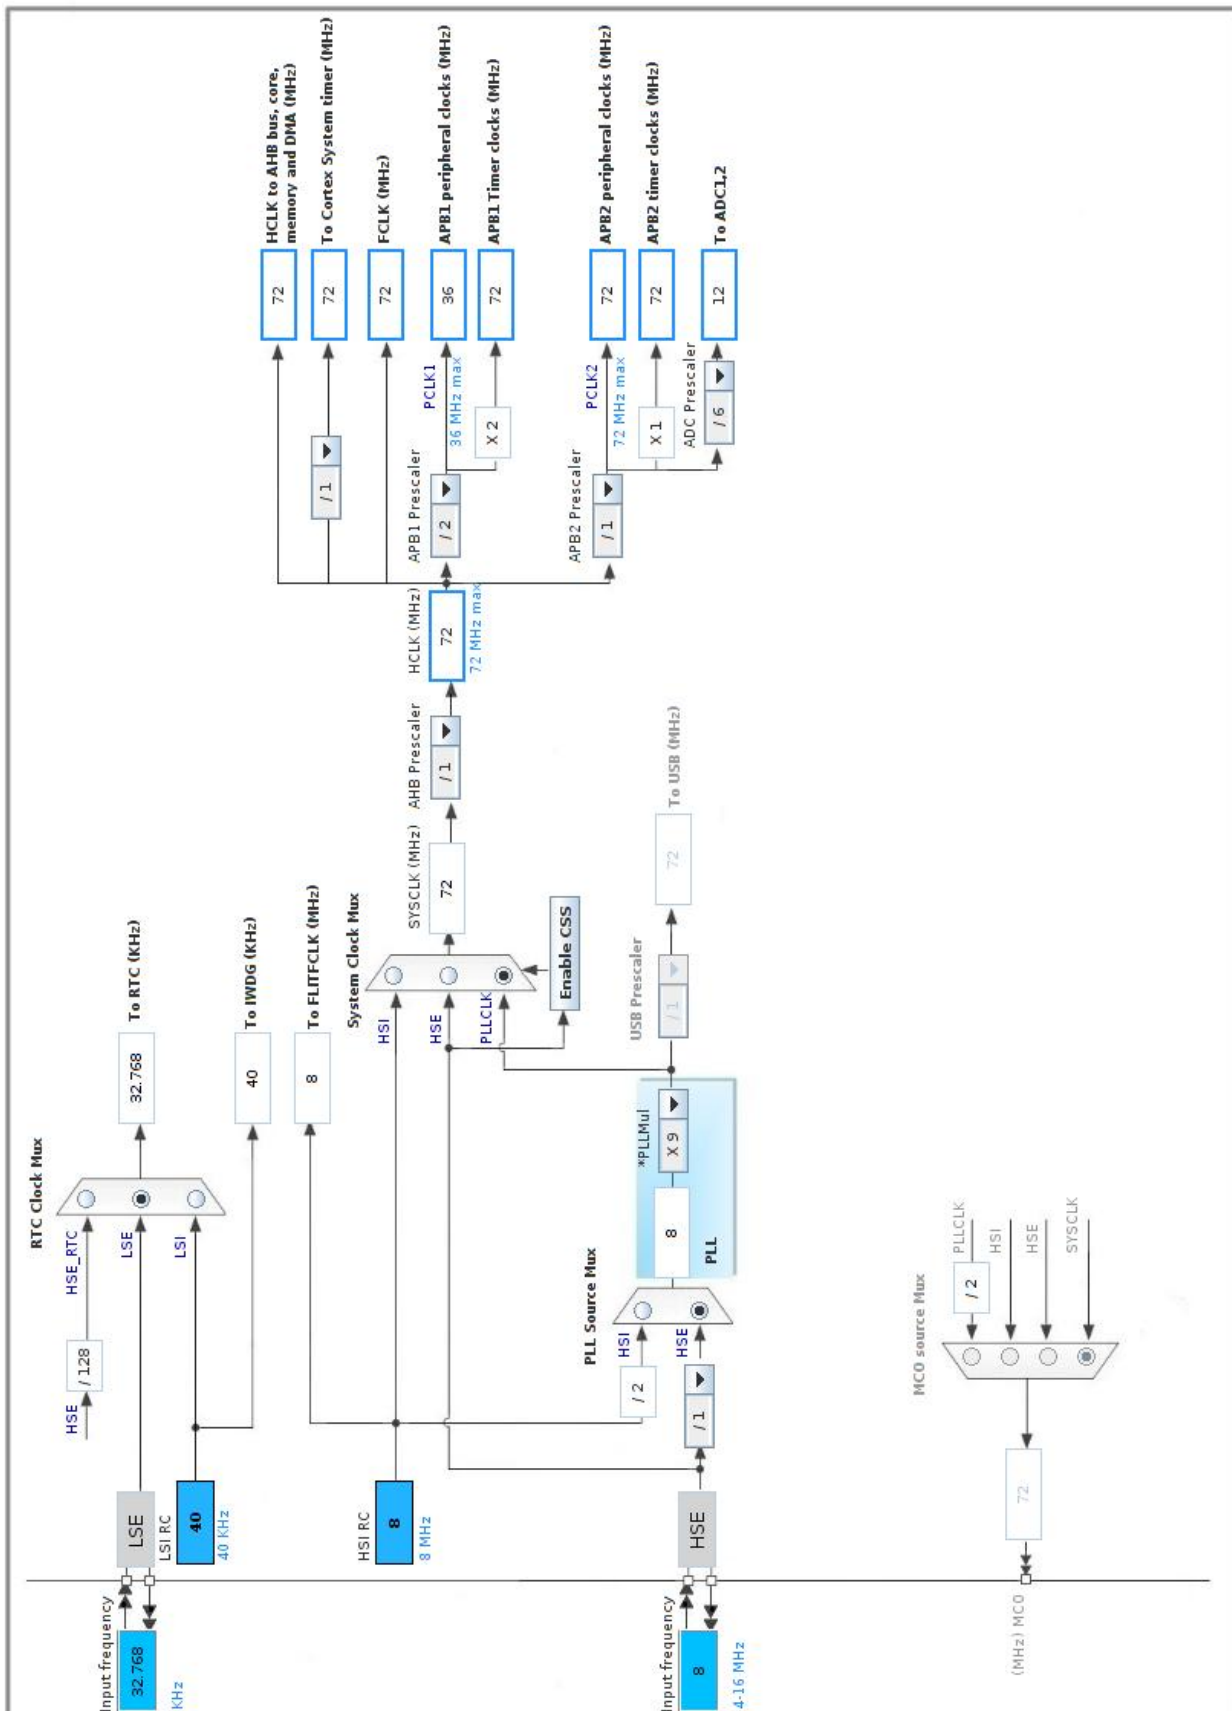 RTC Clock Mux
HSE
/ 128
HSE_RTC
Input frequency
32.768
KHz
LSE
LSE
32.768
To RTC (KHz)
LSI RC
40
40 KHz
LSI
40
To IWDG (KHz)
8
To FLITFCLK (MHz)
HSI RC
8
8 MHz
System Clock Mux
HSI
HSE
PLLCLK
Enable CSS
SYSCLK (MHz)
72
AHB Prescaler
/ 1
HCLK (MHz)
72
72 MHz max
72
HCLK to AHB bus, core,
memory and DMA (MHz)
/ 1
72
To Cortex System timer (MHz)
72
FCLK (MHz)
APB1 Prescaler
/ 2
PCLK1
36 MHz max
36
APB1 peripheral clocks (MHz)
X 2
72
APB1 Timer clocks (MHz)
APB2 Prescaler
/ 1
PCLK2
72 MHz max
72
APB2 peripheral clocks (MHz)
X 1
72
APB2 timer clocks (MHz)
ADC Prescaler
/ 6
12
To ADC1,2
PLL Source Mux
/ 2
HSI
Input frequency
8
4-16 MHz
HSE
/ 1
HSE
8
*PLLMul
X 9
PLL
USB Prescaler
/ 1
72
To USB (MHz)
MCO source Mux
/ 2
PLLCLK
HSI
HSE
SYSCLK
72
(MHz) MCO